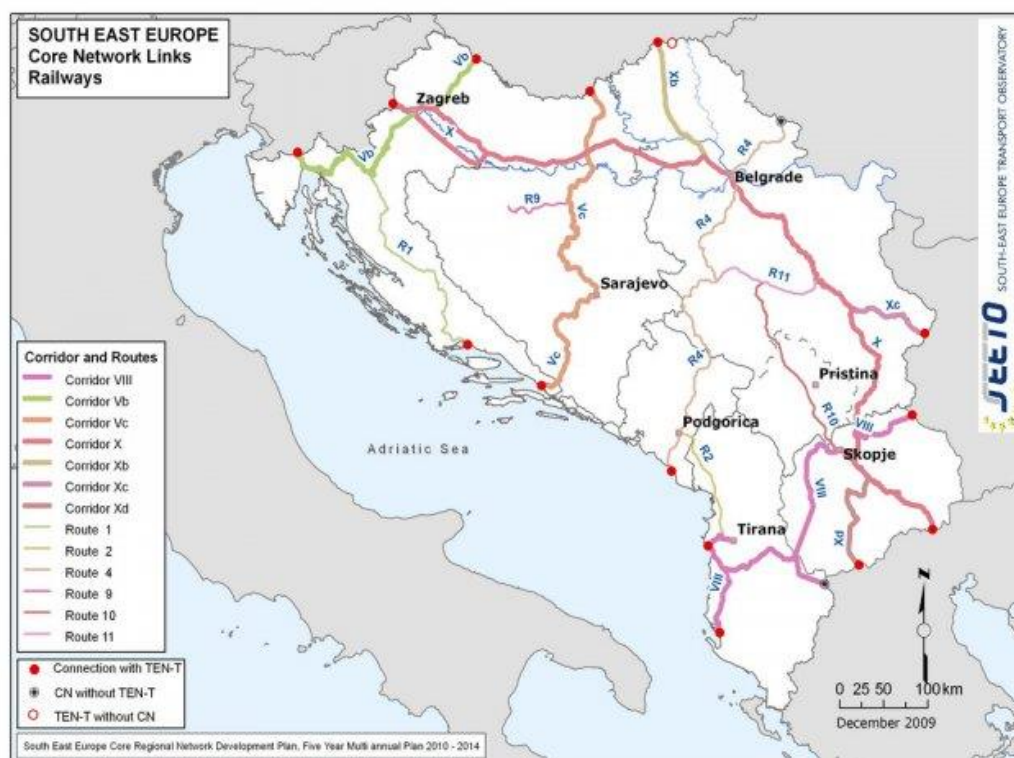 SOUTH EAST EUROPE
Core Network Links
Railways
Vb
Zagreb
X
Vb
Xb
R4
Belgrade
R9
Vc
R4
R1
Sarajevo
R11
Xc
Vc
R4
X
Pristina
R10
VIII
Podgorica
R2
Skopje
Adriatic Sea
VIII
Tirana
Xd
VIII
Corridor and Routes
Corridor VIII
Corridor Vb
Corridor Vc
Corridor X
Corridor Xb
Corridor Xc
Corridor Xd
Route 1
Route 2
Route 4
Route 9
Route 10
Route 11
Connection with TEN-T
CN without TEN-T
TEN-T without CN
South East Europe Core Regional Network Development Plan, Five Year Multi annual Plan 2010 - 2014
0 25 50 100 km
December 2009
SEETO
SOUTH-EAST EUROPE TRANSPORT OBSERVATORY